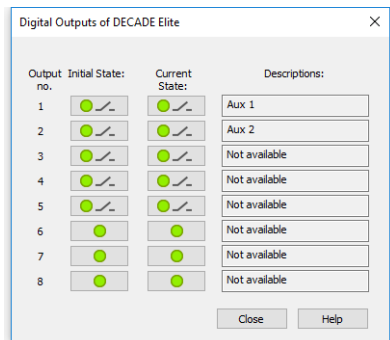 Digital Outputs of DECADE Elite
Output no. Initial State: Current State: Descriptions:
1 Aux 1
2 Aux 2
3 Not available
4 Not available
5 Not available
6 Not available
7 Not available
8 Not available
Close Help